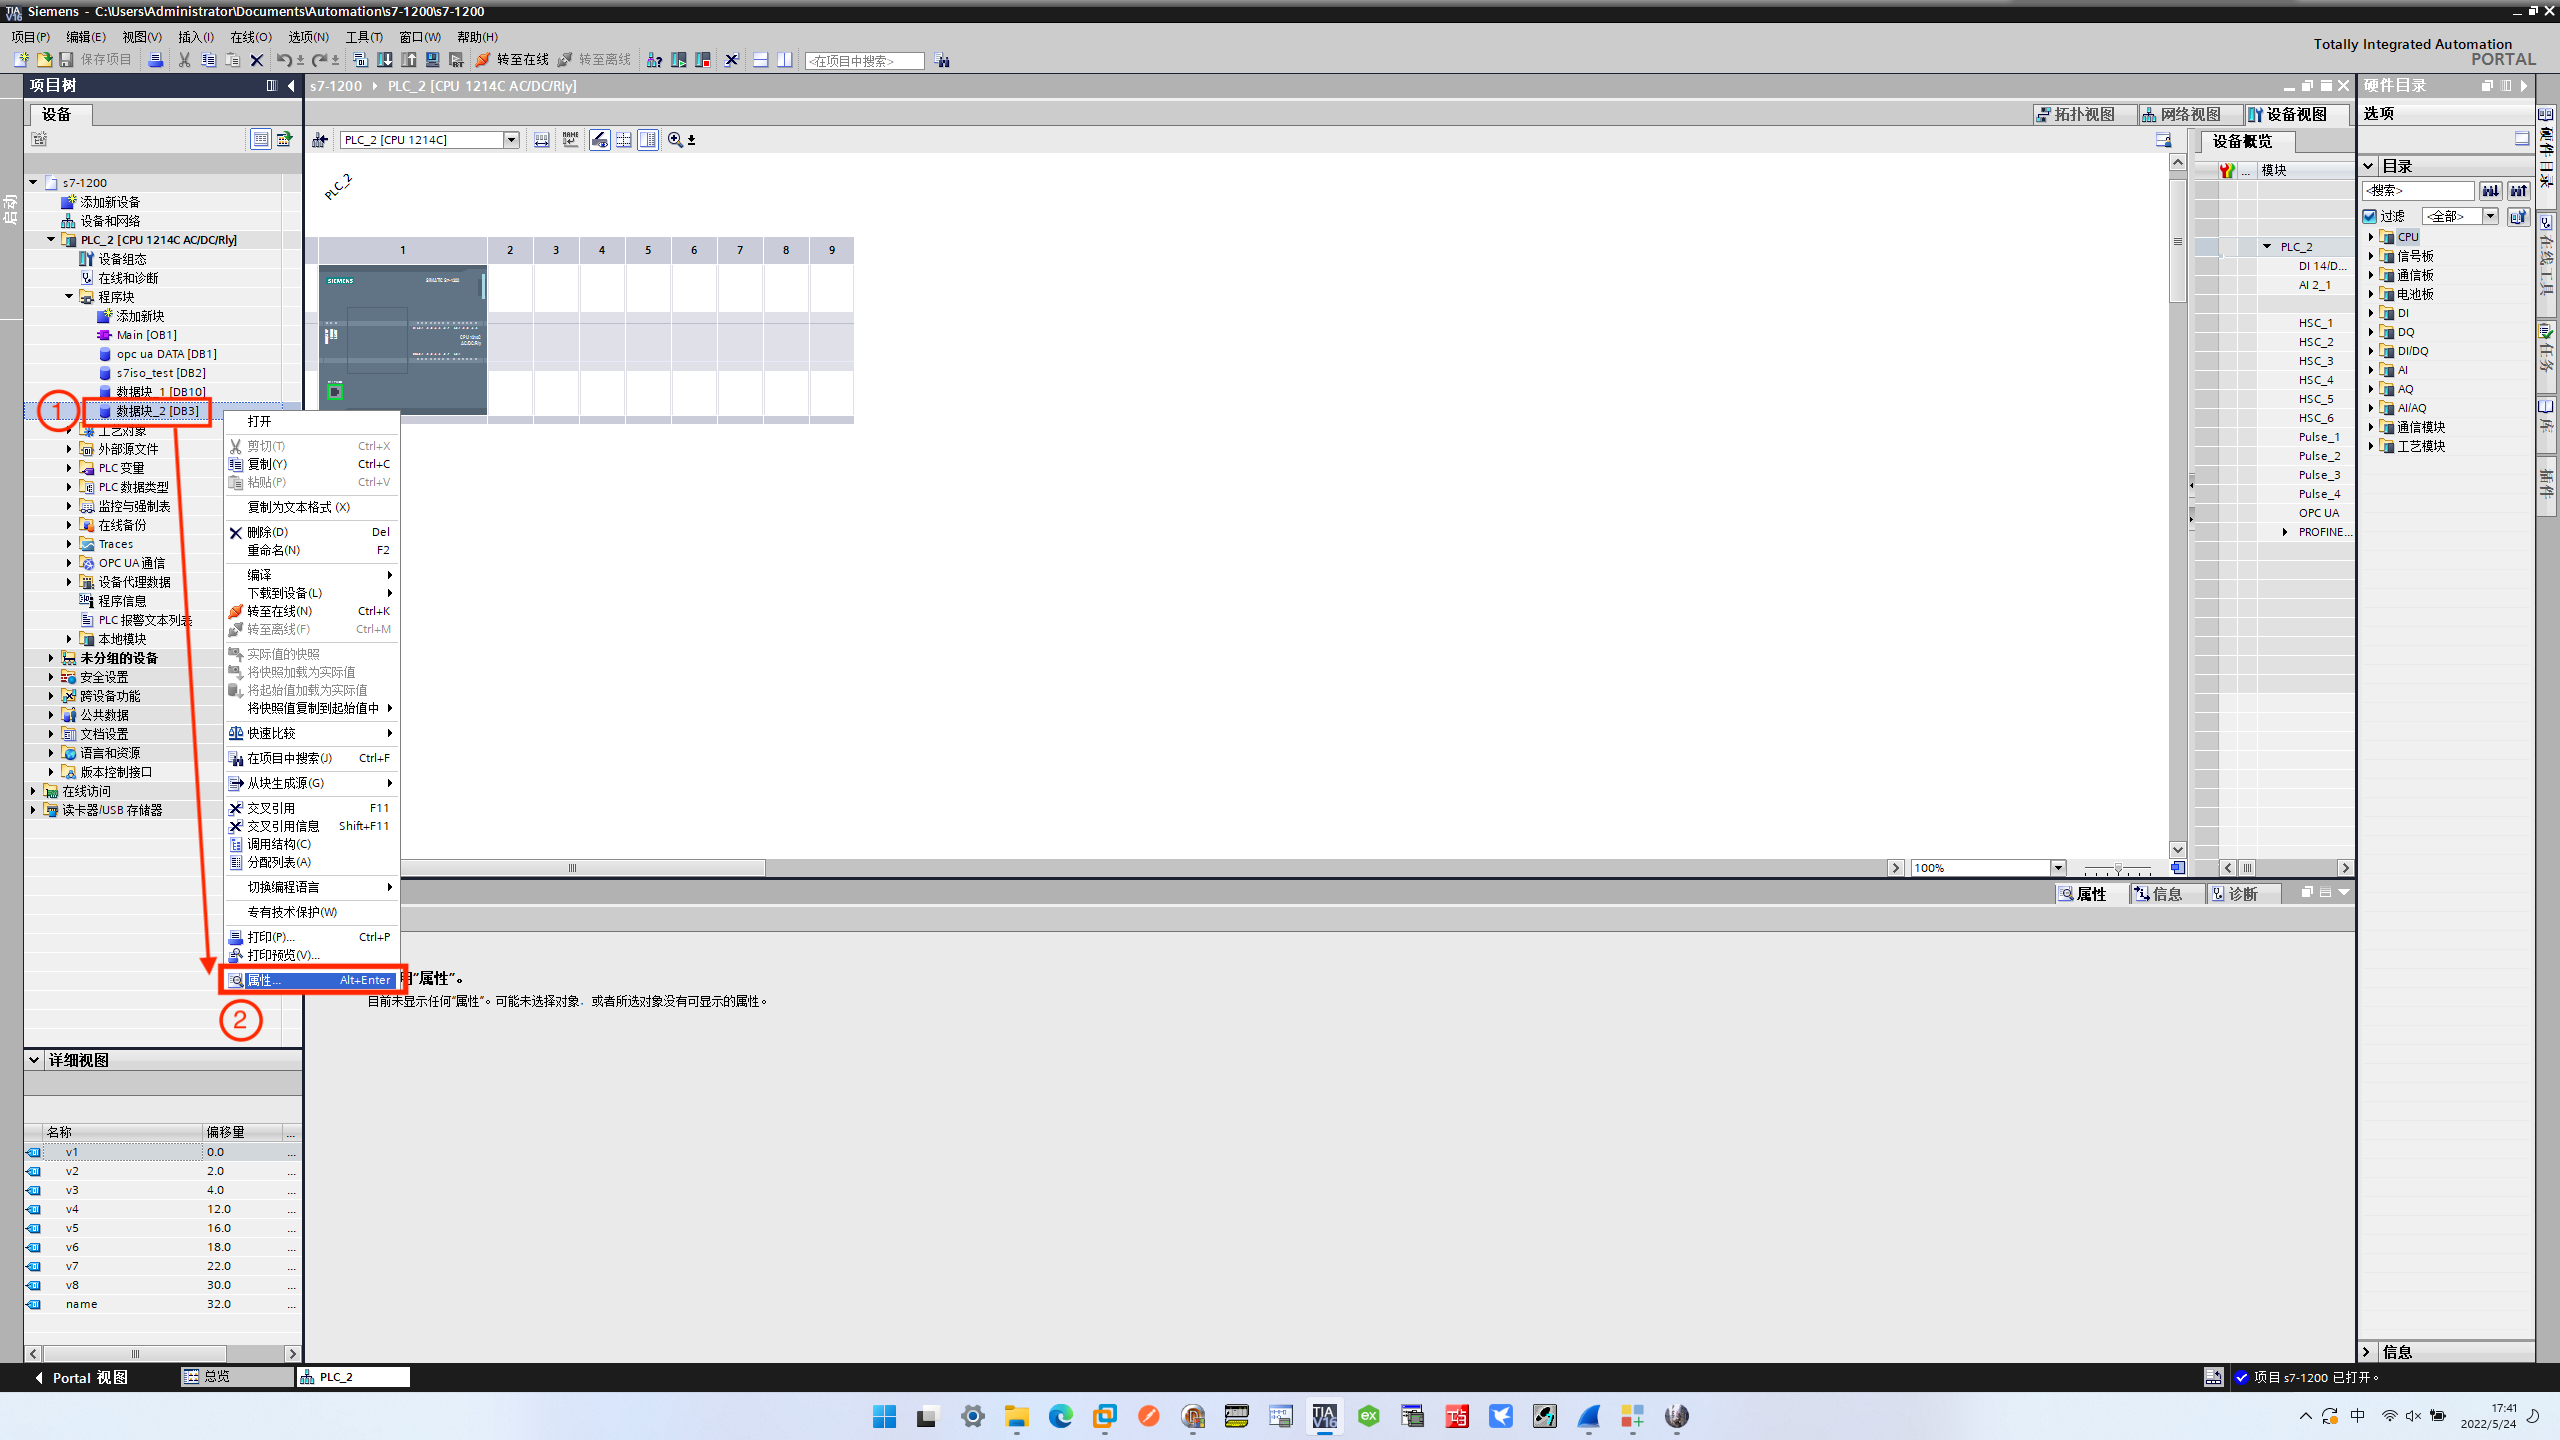 Siemens - C:\Users\Administrator\Documents\Automation\s7-1200\s7-1200
项目(P) 编辑(E) 视图(V) 插入(I) 在线(O) 选项(N) 工具(T) 窗口(W) 帮助(H)
Totally Integrated Automation
PORTAL
保存项目 转至在线 转至离线 <在项目中搜索>
项目树
s7-1200 PLC_2 [CPU 1214C AC/DC/Rly]
硬件目录
设备
拓扑视图 网络视图 设备视图
选项
PLC_2 [CPU 1214C]
设备概览
... 模块
目录
<搜索>
过滤 <全部>
启动
s7-1200
添加新设备
设备和网络
PLC_2 [CPU 1214C AC/DC/Rly]
设备组态
在线和诊断
程序块
添加新块
Main [OB1]
opc ua DATA [DB1]
s7iso_test [DB2]
数据块_1 [DB10]
1
数据块_2 [DB3]
工艺对象
外部源文件
PLC 变量
PLC 数据类型
监控与强制表
在线备份
Traces
OPC UA 通信
设备代理数据
程序信息
PLC 报警文本列表
本地模块
未分组的设备
安全设置
跨设备功能
公共数据
文档设置
语言和资源
版本控制接口
在线访问
读卡器/USB 存储器
打开
剪切(T) Ctrl+X
复制(Y) Ctrl+C
粘贴(P) Ctrl+V
复制为文本格式 (X)
删除(D) Del
重命名(N) F2
编译
下载到设备(L)
转至在线(N) Ctrl+K
转至离线(F) Ctrl+M
实际值的快照
将快照加载为实际值
将起始值加载为实际值
将快照值复制到起始值中
快速比较
在项目中搜索(J) Ctrl+F
从块生成源(G)
交叉引用 F11
交叉引用信息 Shift+F11
调用结构(C)
分配列表(A)
切换编程语言
专有技术保护(W)
打印(P)... Ctrl+P
打印预览(V)...
属性... Alt+Enter
2
PLC_2
1 2 3 4 5 6 7 8 9
SIEMENS
SIMATIC S7-1200
CPU 1214C
AC/DC/Rly
100%
PLC_2
DI 14/D...
AI 2_1
HSC_1
HSC_2
HSC_3
HSC_4
HSC_5
HSC_6
Pulse_1
Pulse_2
Pulse_3
Pulse_4
OPC UA
PROFINE...
CPU
信号板
通信板
电池板
DI
DQ
DI/DQ
AI
AQ
AI/AQ
通信模块
工艺模块
硬件目录
在线工具
任务
库
插件
属性 信息 诊断
用“属性”。
目前未显示任何“属性”。可能未选择对象，或者所选对象没有可显示的属性。
详细视图
名称 偏移量 ...
v1 0.0 ...
v2 2.0 ...
v3 4.0 ...
v4 12.0 ...
v5 16.0 ...
v6 18.0 ...
v7 22.0 ...
v8 30.0 ...
name 32.0 ...
信息
Portal 视图 总览 PLC_2
项目 s7-1200 已打开。
TIA
V16
ex
中
17:41
2022/5/24